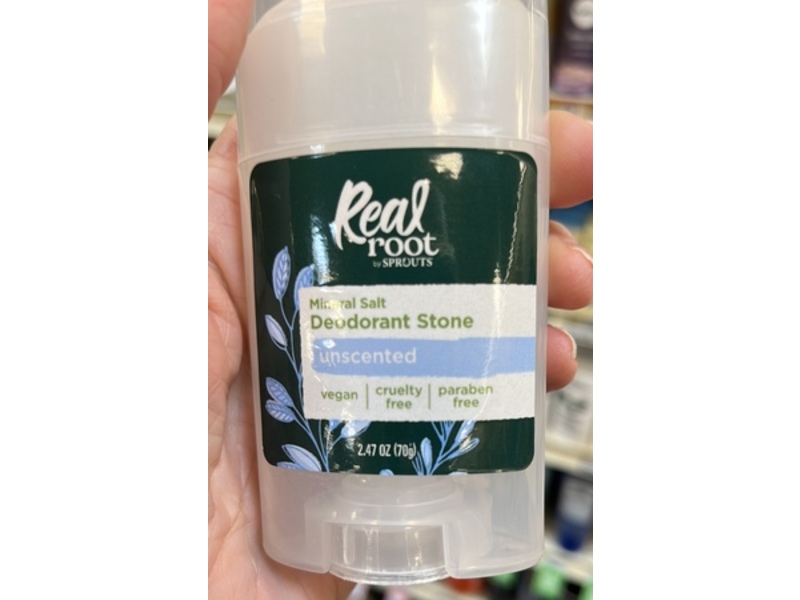 Real
root
by SPROUTS
Mineral Salt
Deodorant Stone
unscented
vegan | cruelty free | paraben free
2.47 OZ (70g)